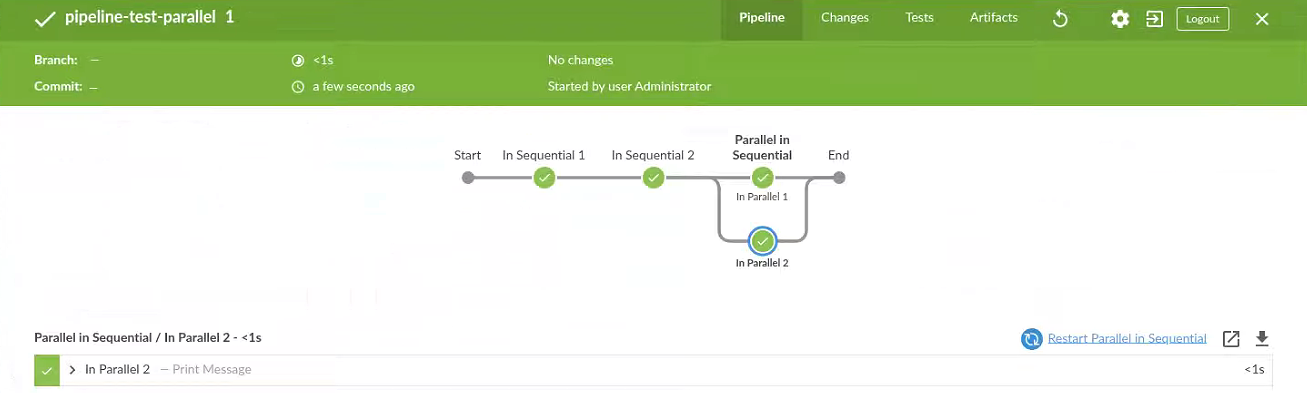 pipeline-test-parallel 1
Pipeline
Changes
Tests
Artifacts
Logout
Branch: —
<1s
No changes
Commit: —
a few seconds ago
Started by user Administrator
Start
In Sequential 1
In Sequential 2
Parallel in
Sequential
End
In Parallel 1
In Parallel 2
Parallel in Sequential / In Parallel 2 - <1s
Restart Parallel in Sequential
In Parallel 2 — Print Message
<1s